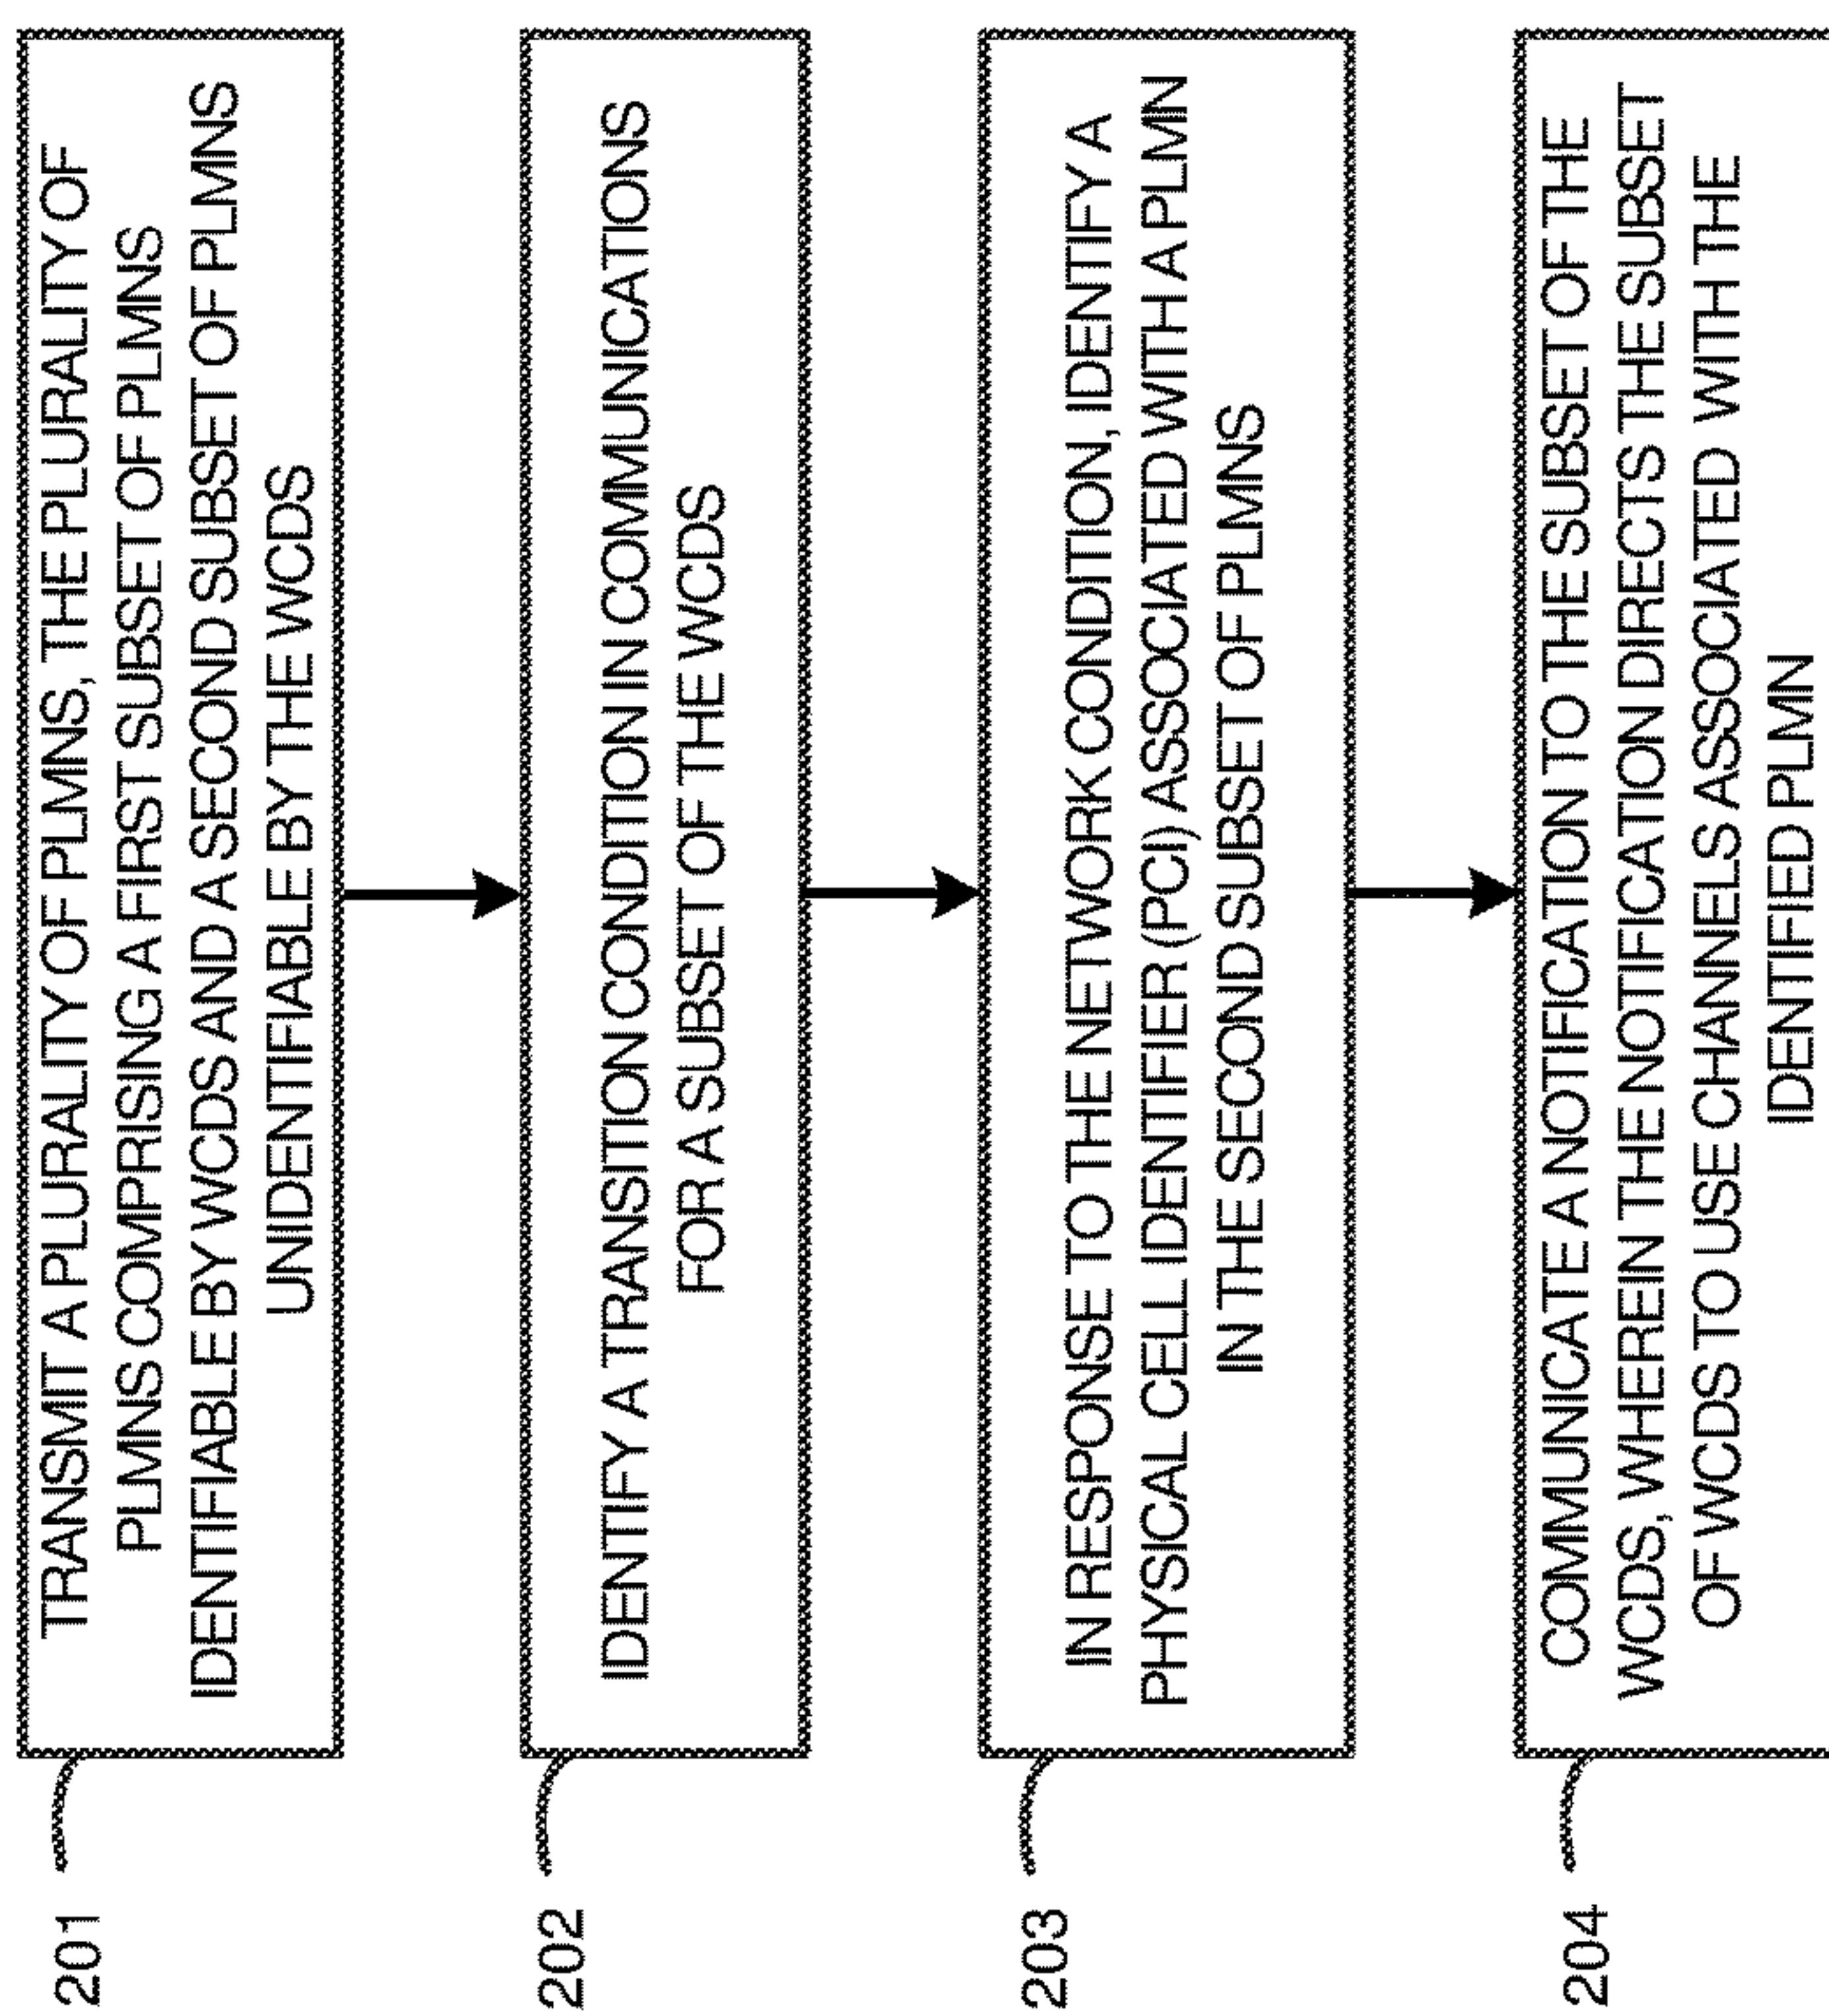 201
TRANSMIT A PLURALITY OF PLMNS, THE PLURALITY OF
PLMNS COMPRISING A FIRST SUBSET OF PLMNS
IDENTIFIABLE BY WCDS AND A SECOND SUBSET OF PLMNS
UNIDENTIFIABLE BY THE WCDS
202
IDENTIFY A TRANSITION CONDITION IN COMMUNICATIONS
FOR A SUBSET OF THE WCDS
203
IN RESPONSE TO THE NETWORK CONDITION, IDENTIFY A
PHYSICAL CELL IDENTIFIER (PCI) ASSOCIATED WITH A PLMN
IN THE SECOND SUBSET OF PLMNS
204
COMMUNICATE A NOTIFICATION TO THE SUBSET OF THE
WCDS, WHEREIN THE NOTIFICATION DIRECTS THE SUBSET
OF WCDS TO USE CHANNELS ASSOCIATED WITH THE
IDENTIFIED PLMN